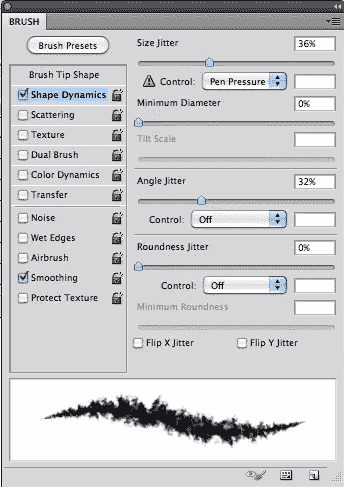 BRUSH
Brush Presets
Brush Tip Shape
Shape Dynamics
Scattering
Texture
Dual Brush
Color Dynamics
Transfer
Noise
Wet Edges
Airbrush
Smoothing
Protect Texture
Size Jitter 36%
Control: Pen Pressure
Minimum Diameter 0%
Tilt Scale
Angle Jitter 32%
Control: Off
Roundness Jitter 0%
Control: Off
Minimum Roundness
Flip X Jitter Flip Y Jitter